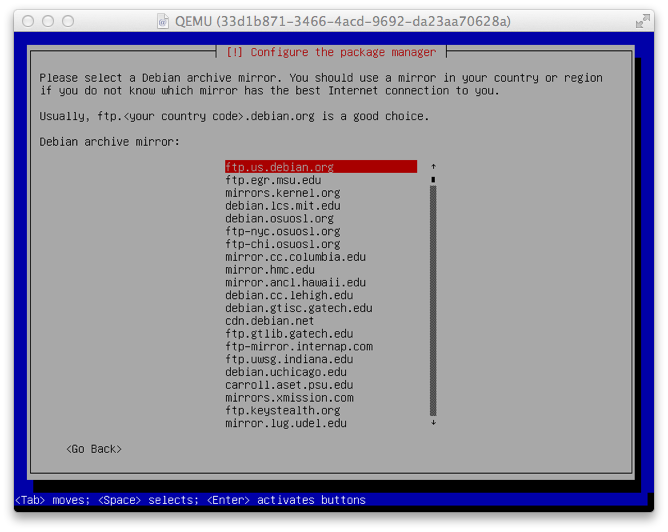 QEMU (33d1b871-3466-4acd-9692-da23aa70628a)
[!] Configure the package manager
Please select a Debian archive mirror. You should use a mirror in your country or region
if you do not know which mirror has the best Internet connection to you.
Usually, ftp.<your country code>.debian.org is a good choice.
Debian archive mirror:
ftp.us.debian.org
ftp.egr.msu.edu
mirrors.kernel.org
debian.lcs.mit.edu
debian.osuosl.org
ftp-nyc.osuosl.org
ftp-chi.osuosl.org
mirror.cc.columbia.edu
mirror.hmc.edu
mirror.ancl.hawaii.edu
debian.cc.lehigh.edu
debian.gtisc.gatech.edu
cdn.debian.net
ftp.gtlib.gatech.edu
ftp-mirror.internap.com
ftp.uwsg.indiana.edu
debian.uchicago.edu
carroll.aset.psu.edu
mirrors.xmission.com
ftp.keystealth.org
mirror.lug.udel.edu
<Go Back>
<Tab> moves; <Space> selects; <Enter> activates buttons